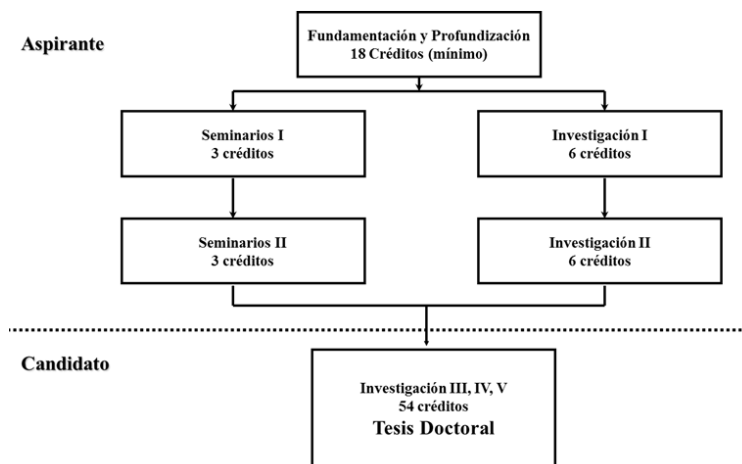 Aspirante
Fundamentación y Profundización
18 Créditos (mínimo)
Seminarios I
3 créditos
Investigación I
6 créditos
Seminarios II
3 créditos
Investigación II
6 créditos
Candidato
Investigación III, IV, V
54 créditos
Tesis Doctoral